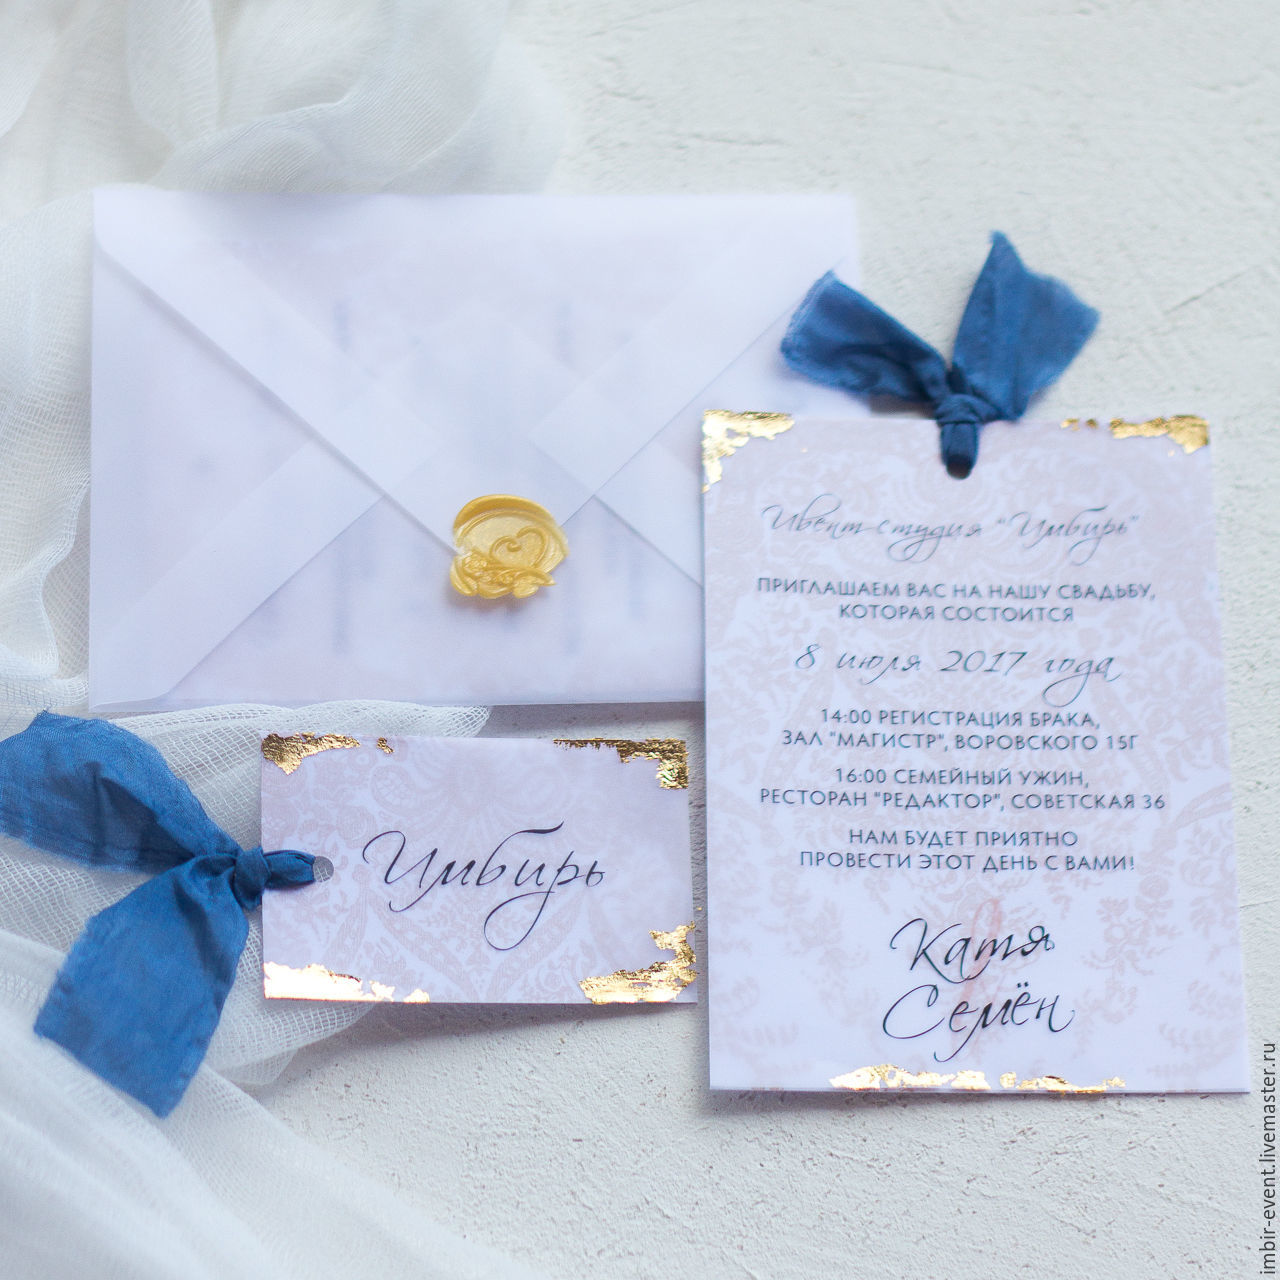 Ивент-студия "Имбирь"
ПРИГЛАШАЕМ ВАС НА НАШУ СВАДЬБУ,
КОТОРАЯ СОСТОИТСЯ
8 июля 2017 года
14:00 РЕГИСТРАЦИЯ БРАКА,
ЗАЛ "МАГИСТР", ВОРОВСКОГО 15Г
16:00 СЕМЕЙНЫЙ УЖИН,
РЕСТОРАН "РЕДАКТОР", СОВЕТСКАЯ 36
НАМ БУДЕТ ПРИЯТНО
ПРОВЕСТИ ЭТОТ ДЕНЬ С ВАМИ!
Катя
Семён
Имбирь
imbir-event.livemaster.ru